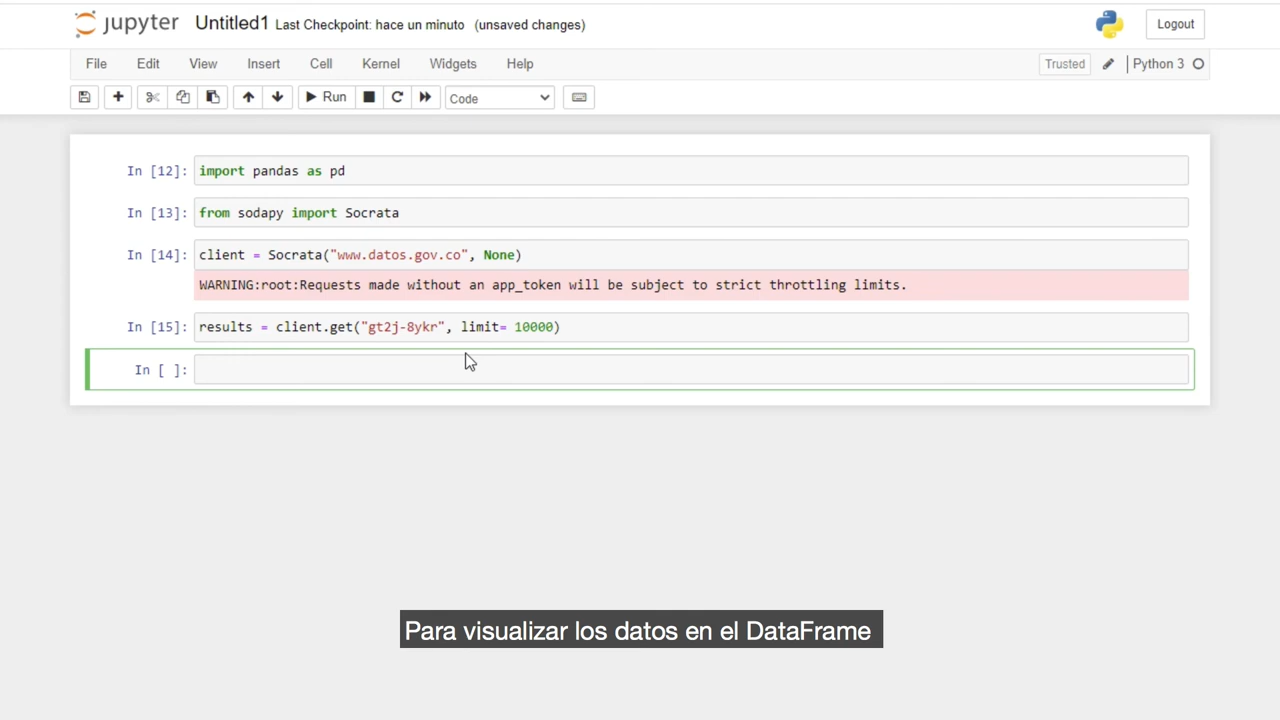 jupyter Untitled1 Last Checkpoint: hace un minuto (unsaved changes) Logout
File Edit View Insert Cell Kernel Widgets Help Trusted Python 3
Run Code
In [12]: import pandas as pd
In [13]: from sodapy import Socrata
In [14]: client = Socrata("www.datos.gov.co", None)
WARNING:root:Requests made without an app_token will be subject to strict throttling limits.
In [15]: results = client.get("gt2j-8ykr", limit= 10000)
In [ ]:
Para visualizar los datos en el DataFrame